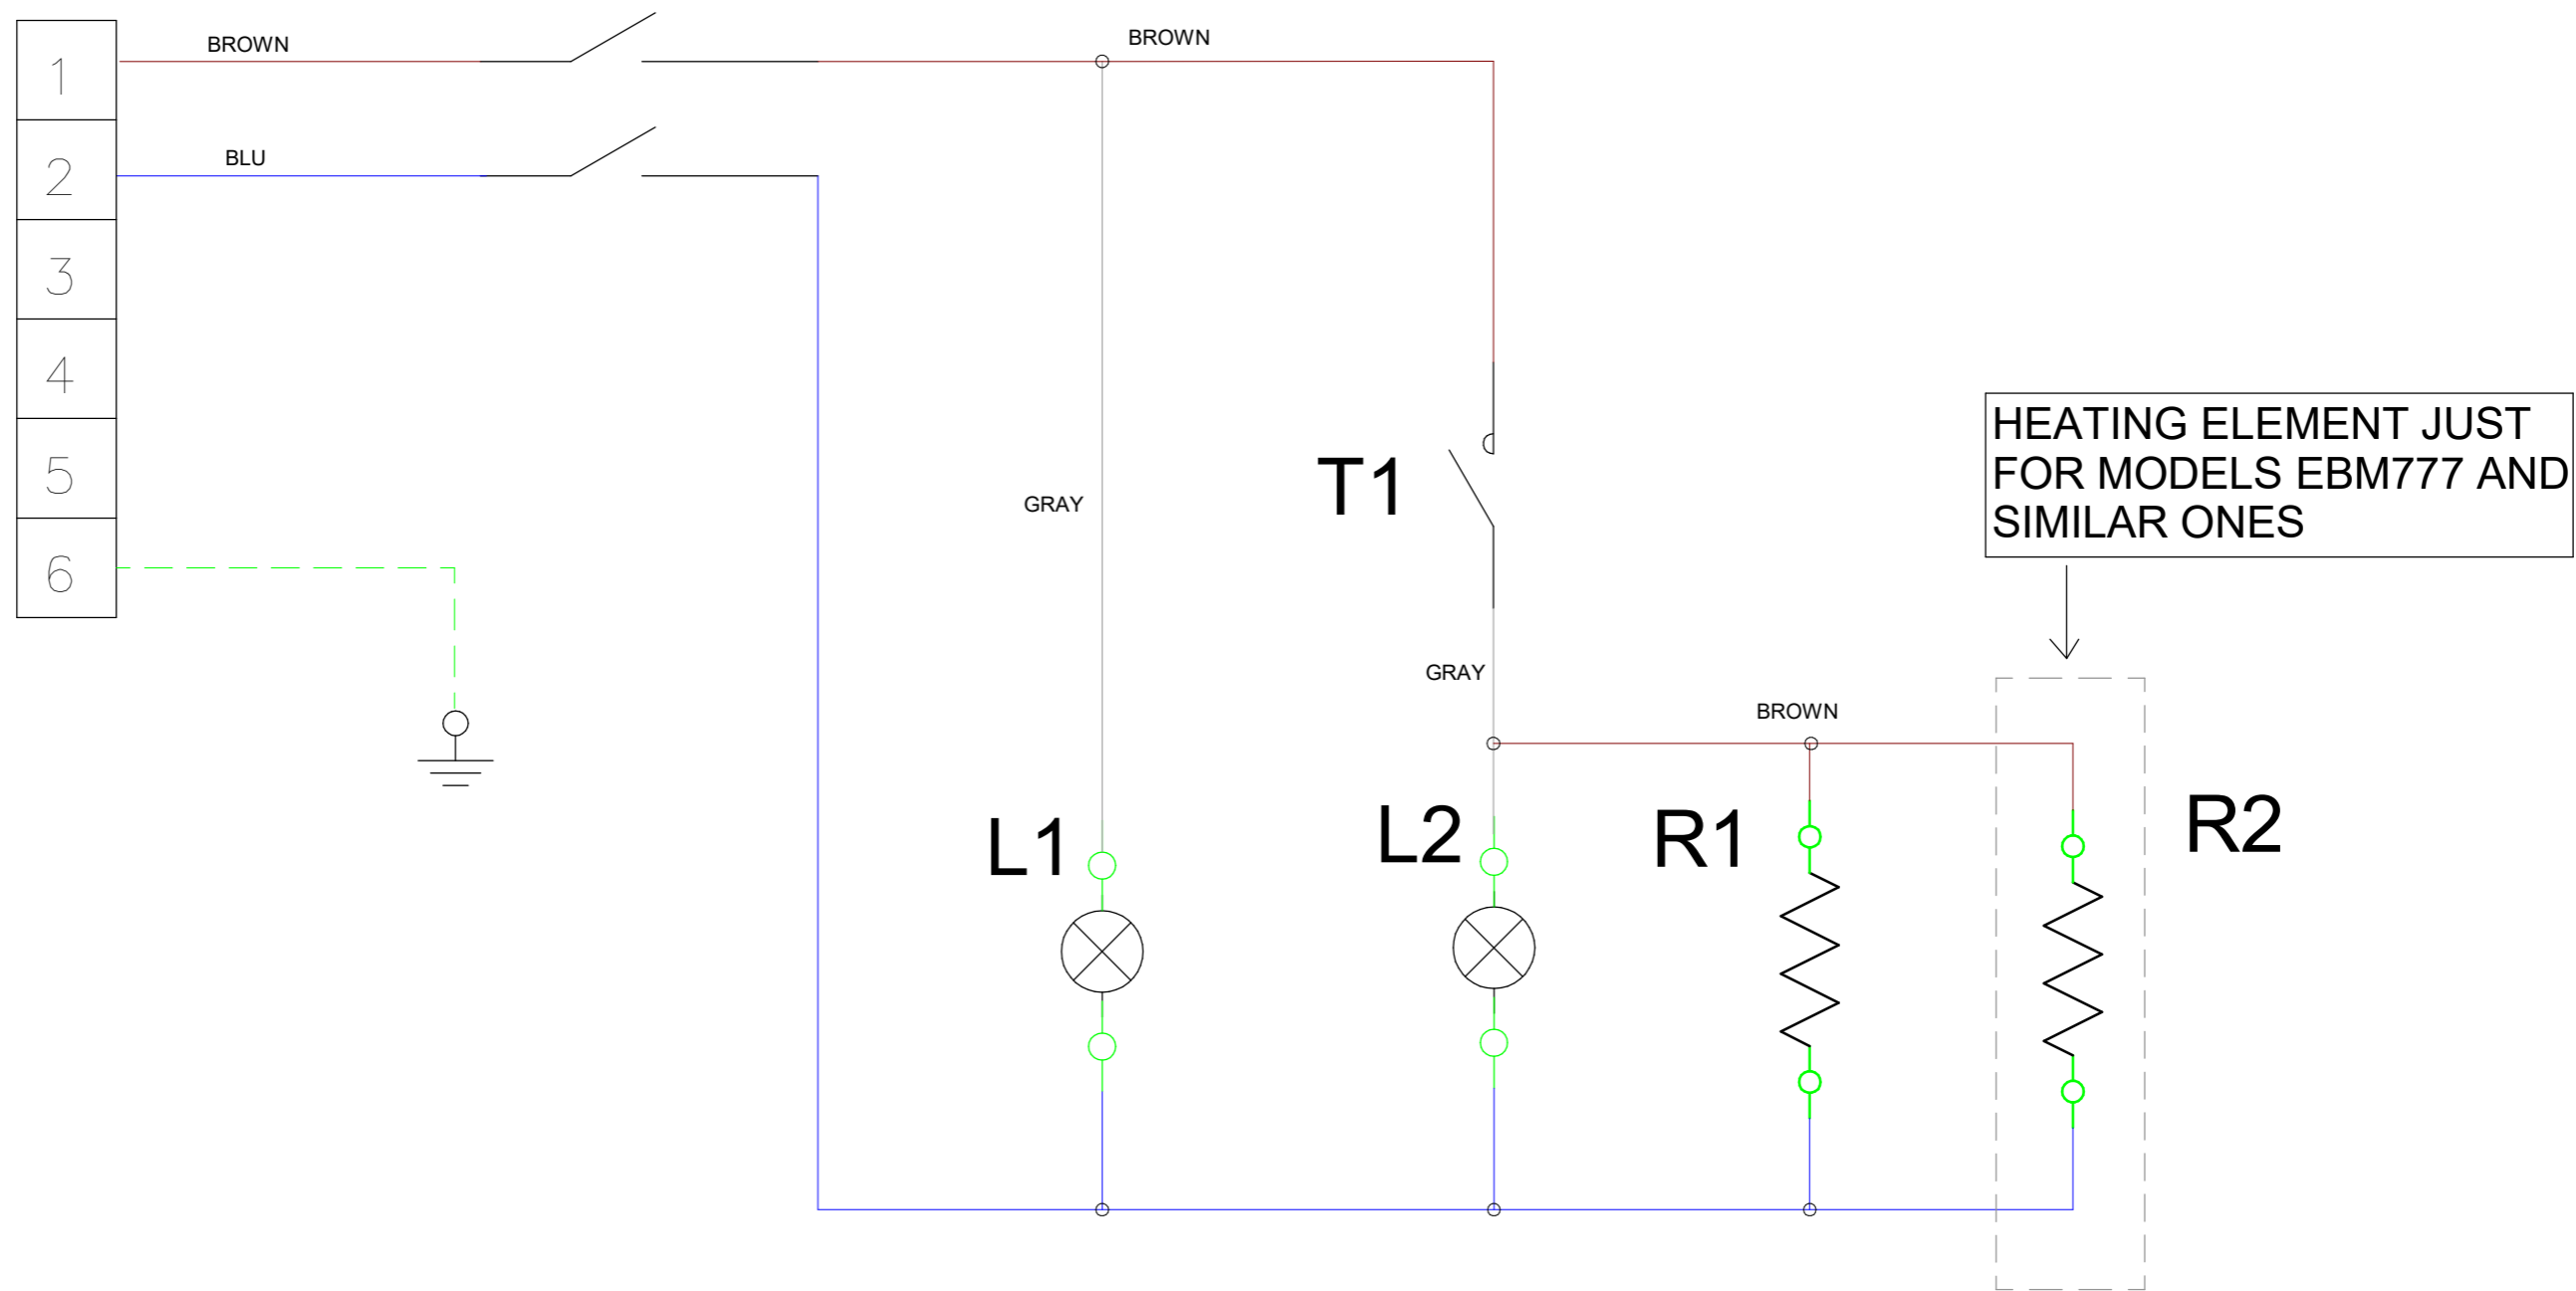 1
BROWN
BROWN
2
BLU
3
4
5
6
GRAY
T1
HEATING ELEMENT JUST
FOR MODELS EBM777 AND
SIMILAR ONES
GRAY
BROWN
L1
L2
R1
R2